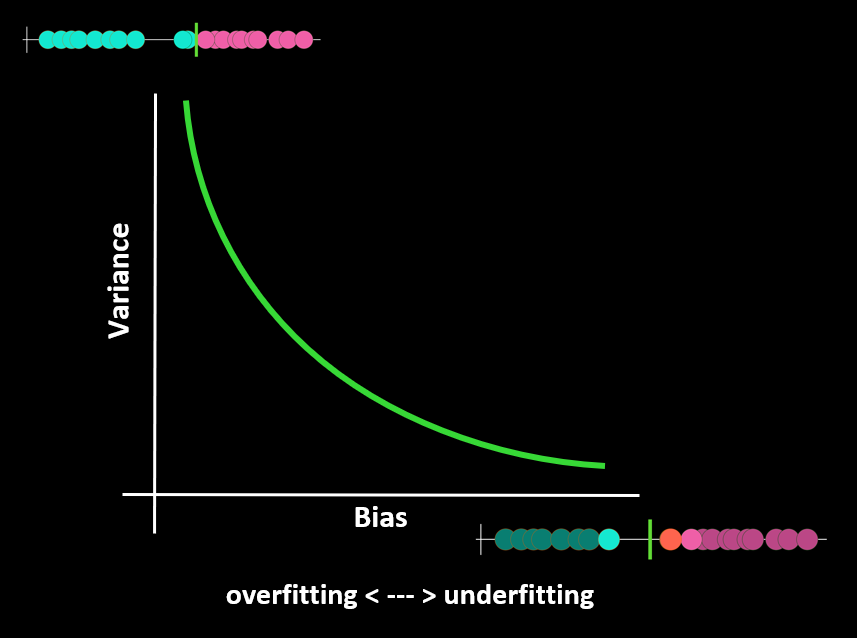 Variance
Bias
overfitting < --- > underfitting